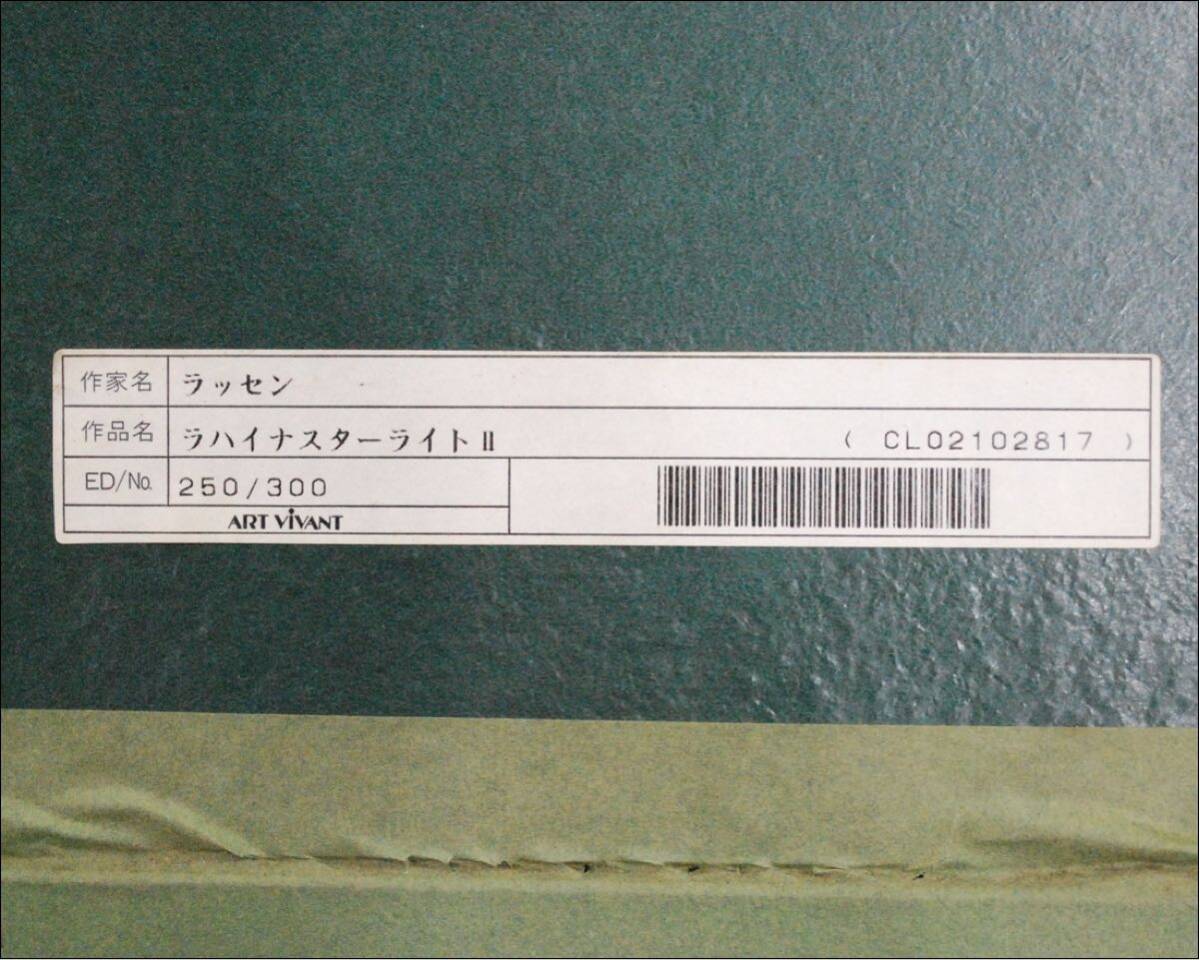 作家名 ラッセン
作品名 ラハイナスターライトⅡ ( CL02102817 )
ED/No. 250/300
ART ViVANT